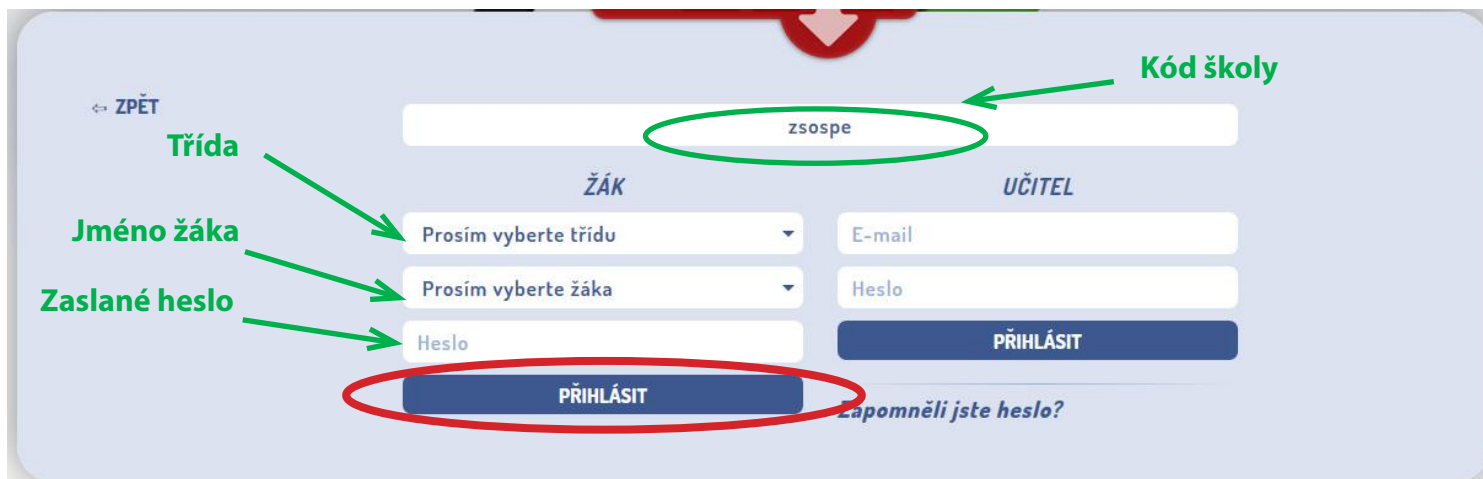 Kód školy
⇦ ZPĚT
zsospe
Třída
ŽÁK
UČITEL
Jméno žáka
Prosím vyberte třídu
E-mail
Zaslané heslo
Prosím vyberte žáka
Heslo
Heslo
PŘIHLÁSIT
PŘIHLÁSIT
Zapomněli jste heslo?